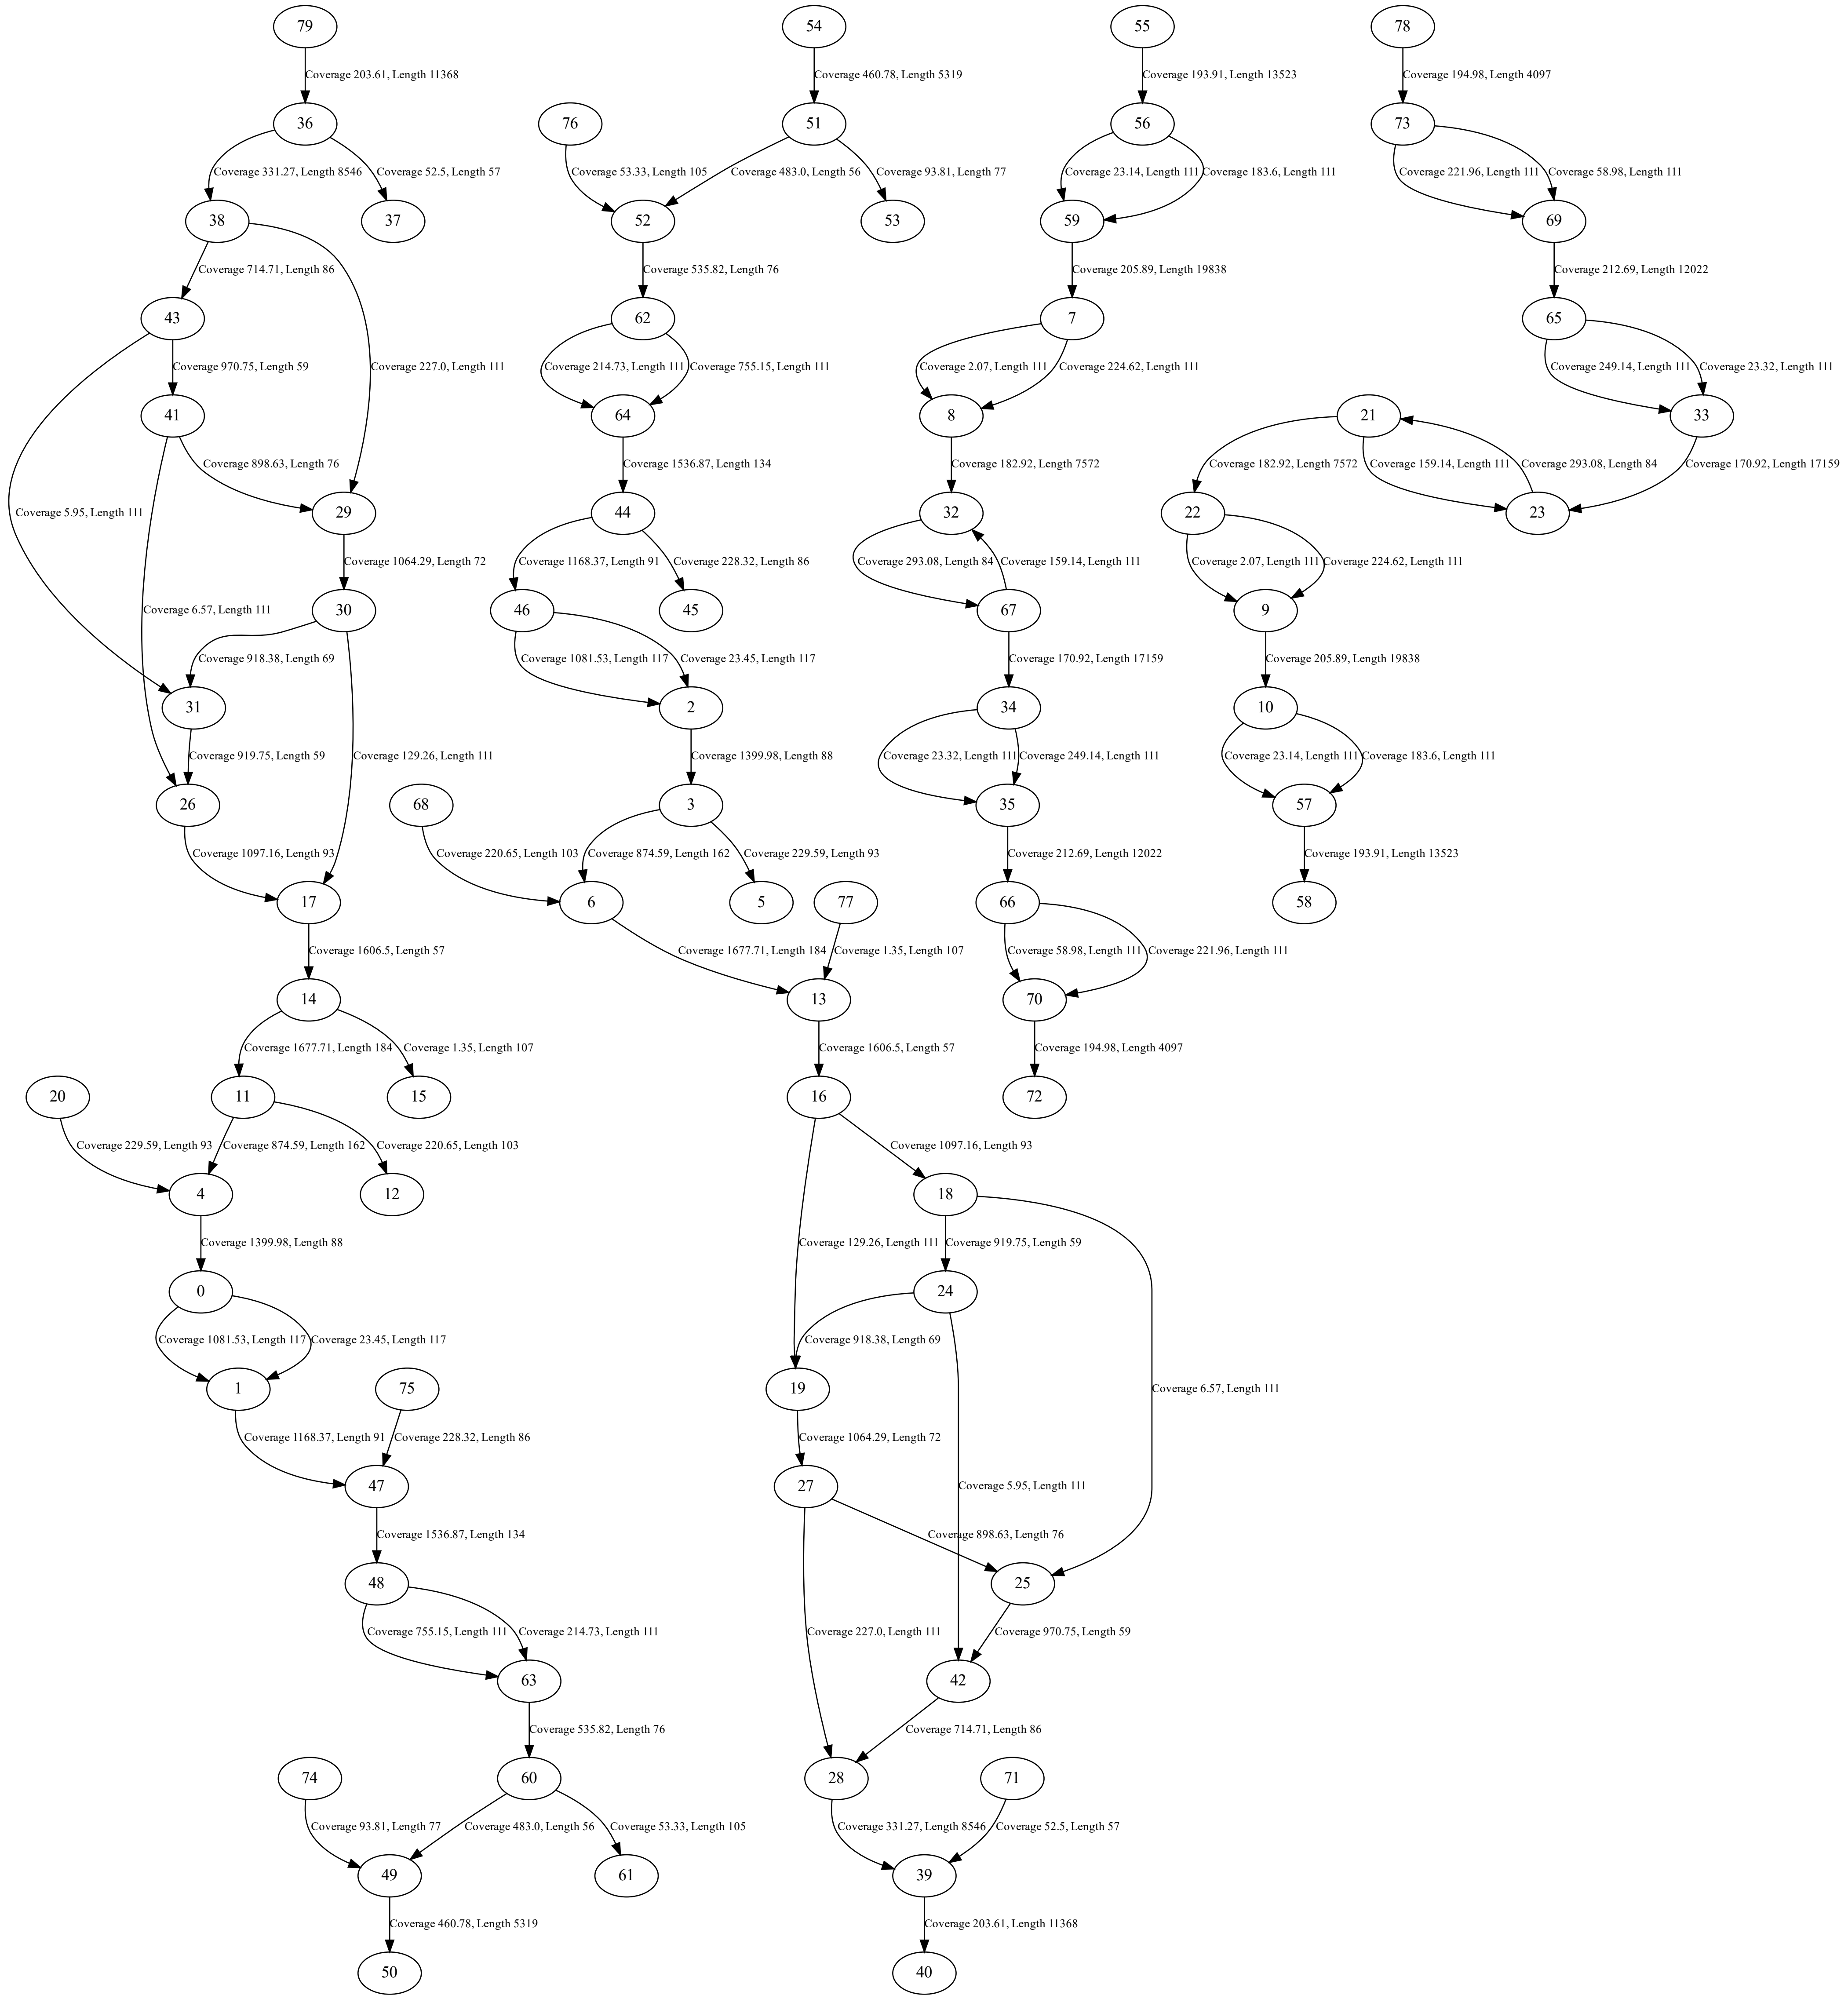 79
54
55
78
Coverage 203.61, Length 11368
Coverage 460.78, Length 5319
Coverage 193.91, Length 13523
Coverage 194.98, Length 4097
36
76
51
56
73
Coverage 331.27, Length 8546
Coverage 52.5, Length 57
Coverage 53.33, Length 105
Coverage 483.0, Length 56
Coverage 93.81, Length 77
Coverage 23.14, Length 111
Coverage 183.6, Length 111
Coverage 221.96, Length 111
Coverage 58.98, Length 111
38
37
52
53
59
69
Coverage 714.71, Length 86
Coverage 535.82, Length 76
Coverage 205.89, Length 19838
Coverage 212.69, Length 12022
43
62
7
65
Coverage 970.75, Length 59
Coverage 227.0, Length 111
Coverage 214.73, Length 111
Coverage 755.15, Length 111
Coverage 2.07, Length 111
Coverage 224.62, Length 111
Coverage 249.14, Length 111
Coverage 23.32, Length 111
41
64
8
21
33
Coverage 898.63, Length 76
Coverage 1536.87, Length 134
Coverage 182.92, Length 7572
Coverage 182.92, Length 7572
Coverage 159.14, Length 111
Coverage 293.08, Length 84
Coverage 170.92, Length 17159
Coverage 5.95, Length 111
29
44
32
22
23
Coverage 1064.29, Length 72
Coverage 1168.37, Length 91
Coverage 228.32, Length 86
Coverage 293.08, Length 84
Coverage 159.14, Length 111
Coverage 2.07, Length 111
Coverage 224.62, Length 111
Coverage 6.57, Length 111
30
46
45
67
9
Coverage 918.38, Length 69
Coverage 1081.53, Length 117
Coverage 23.45, Length 117
Coverage 170.92, Length 17159
Coverage 205.89, Length 19838
31
2
34
10
Coverage 919.75, Length 59
Coverage 129.26, Length 111
Coverage 1399.98, Length 88
Coverage 23.32, Length 111
Coverage 249.14, Length 111
Coverage 23.14, Length 111
Coverage 183.6, Length 111
26
68
3
35
57
Coverage 1097.16, Length 93
Coverage 220.65, Length 103
Coverage 874.59, Length 162
Coverage 229.59, Length 93
Coverage 212.69, Length 12022
Coverage 193.91, Length 13523
17
6
5
77
66
58
Coverage 1606.5, Length 57
Coverage 1677.71, Length 184
Coverage 1.35, Length 107
Coverage 58.98, Length 111
Coverage 221.96, Length 111
14
13
70
Coverage 1677.71, Length 184
Coverage 1.35, Length 107
Coverage 1606.5, Length 57
Coverage 194.98, Length 4097
20
11
15
16
72
Coverage 229.59, Length 93
Coverage 874.59, Length 162
Coverage 220.65, Length 103
Coverage 1097.16, Length 93
4
12
18
Coverage 1399.98, Length 88
Coverage 129.26, Length 111
Coverage 919.75, Length 59
0
24
Coverage 1081.53, Length 117
Coverage 23.45, Length 117
Coverage 918.38, Length 69
1
75
19
Coverage 6.57, Length 111
Coverage 1168.37, Length 91
Coverage 228.32, Length 86
Coverage 1064.29, Length 72
47
27
Coverage 5.95, Length 111
Coverage 1536.87, Length 134
Coverage 898.63, Length 76
48
25
Coverage 755.15, Length 111
Coverage 214.73, Length 111
Coverage 227.0, Length 111
Coverage 970.75, Length 59
63
42
Coverage 535.82, Length 76
Coverage 714.71, Length 86
74
60
28
71
Coverage 93.81, Length 77
Coverage 483.0, Length 56
Coverage 53.33, Length 105
Coverage 331.27, Length 8546
Coverage 52.5, Length 57
49
61
39
Coverage 460.78, Length 5319
Coverage 203.61, Length 11368
50
40